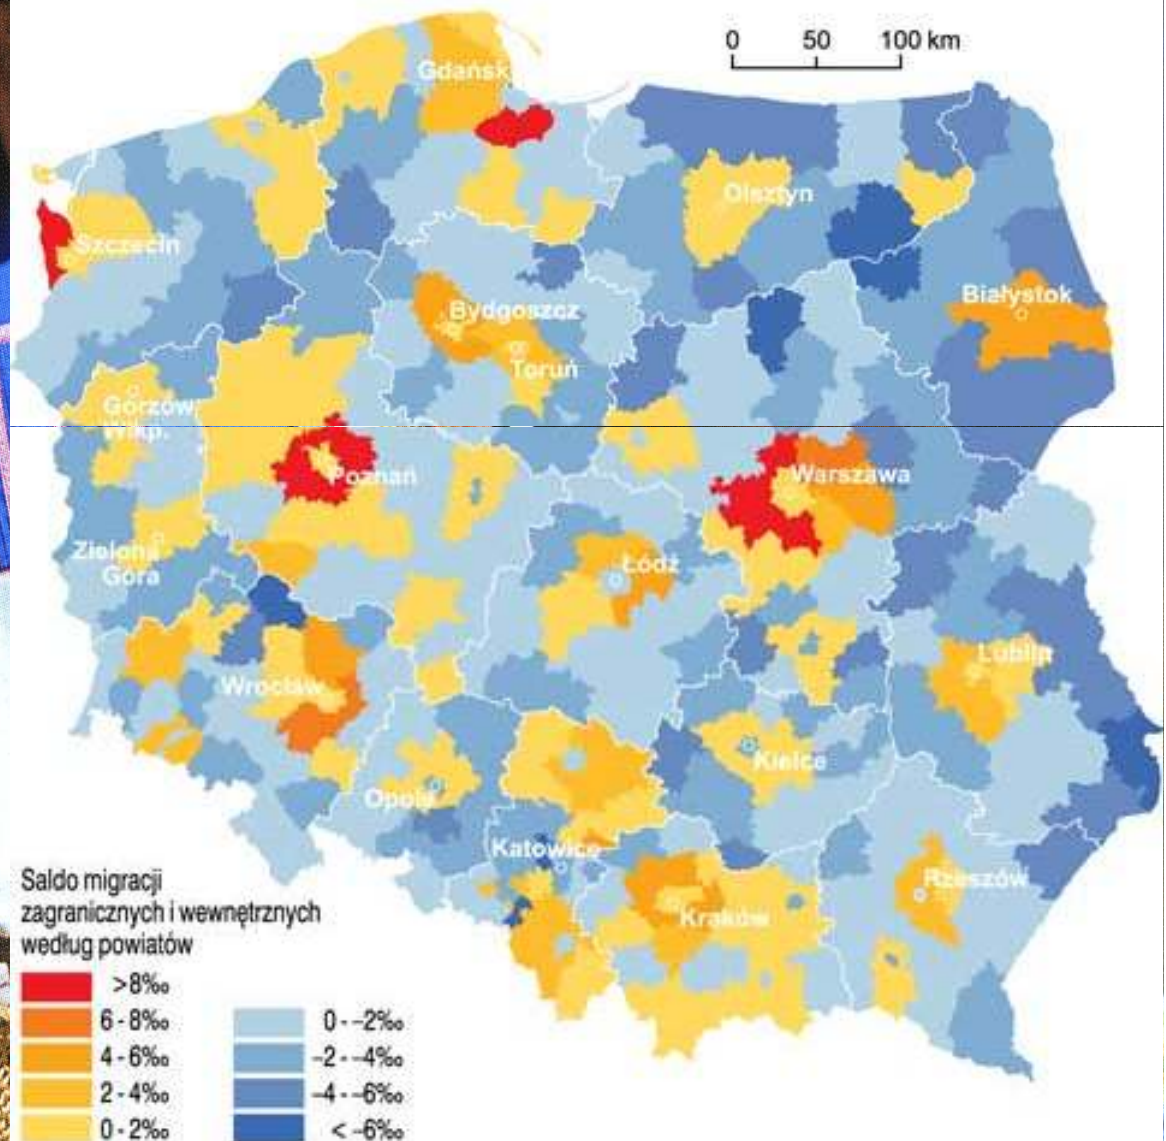 0 50 100 km
Gdańsk
Olsztyn
Szczecin
Białystok
Bydgoszcz
Toruń
Gorzów
Wlkp.
Poznań
Warszawa
Zielona
Góra
Łódź
Lublin
Wrocław
Kielce
Opole
Katowice
Rzeszów
Kraków
Saldo migracji
zagranicznych i wewnętrznych
według powiatów
>8‰
6 - 8‰ 0 - –2‰
4 - 6‰ –2 - –4‰
2 - 4‰ –4 - –6‰
0 - 2‰ < –6‰